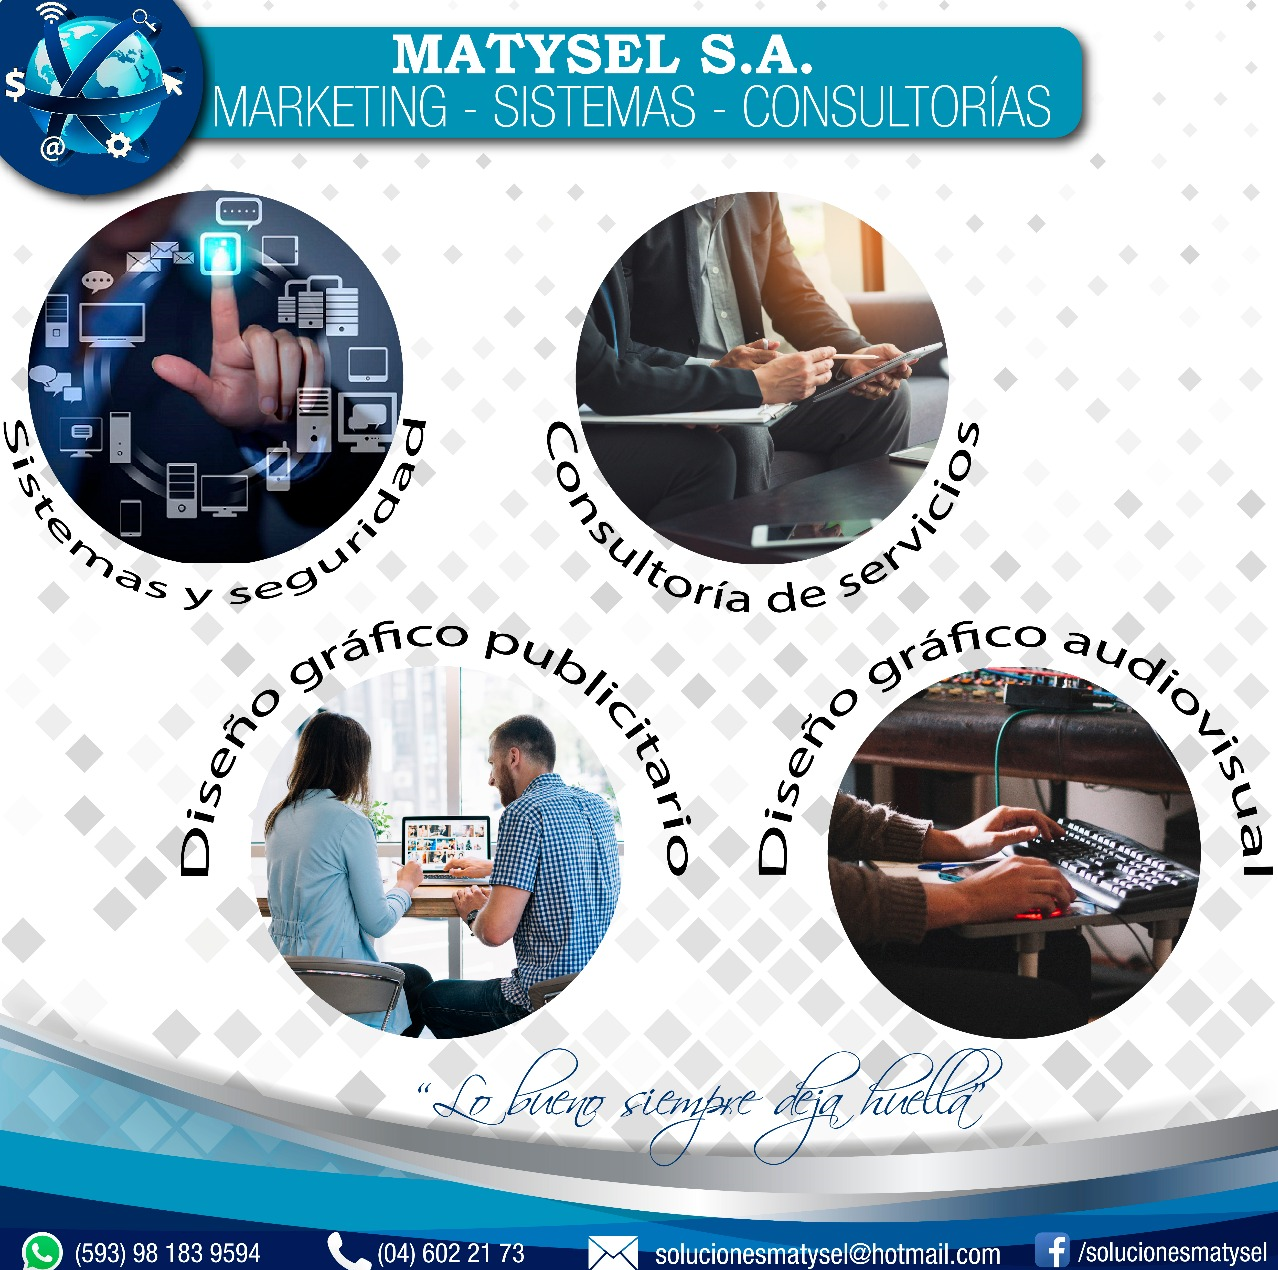 MATYSEL S.A.
MARKETING - SISTEMAS - CONSULTORÍAS
Sistemas y seguridad
Consultoría de servicios
Diseño gráfico publicitario
Diseño gráfico audiovisual
“Lo bueno siempre deja huella”
(593) 98 183 9594
(04) 602 21 73
solucionesmatysel@hotmail.com
/solucionesmatysel